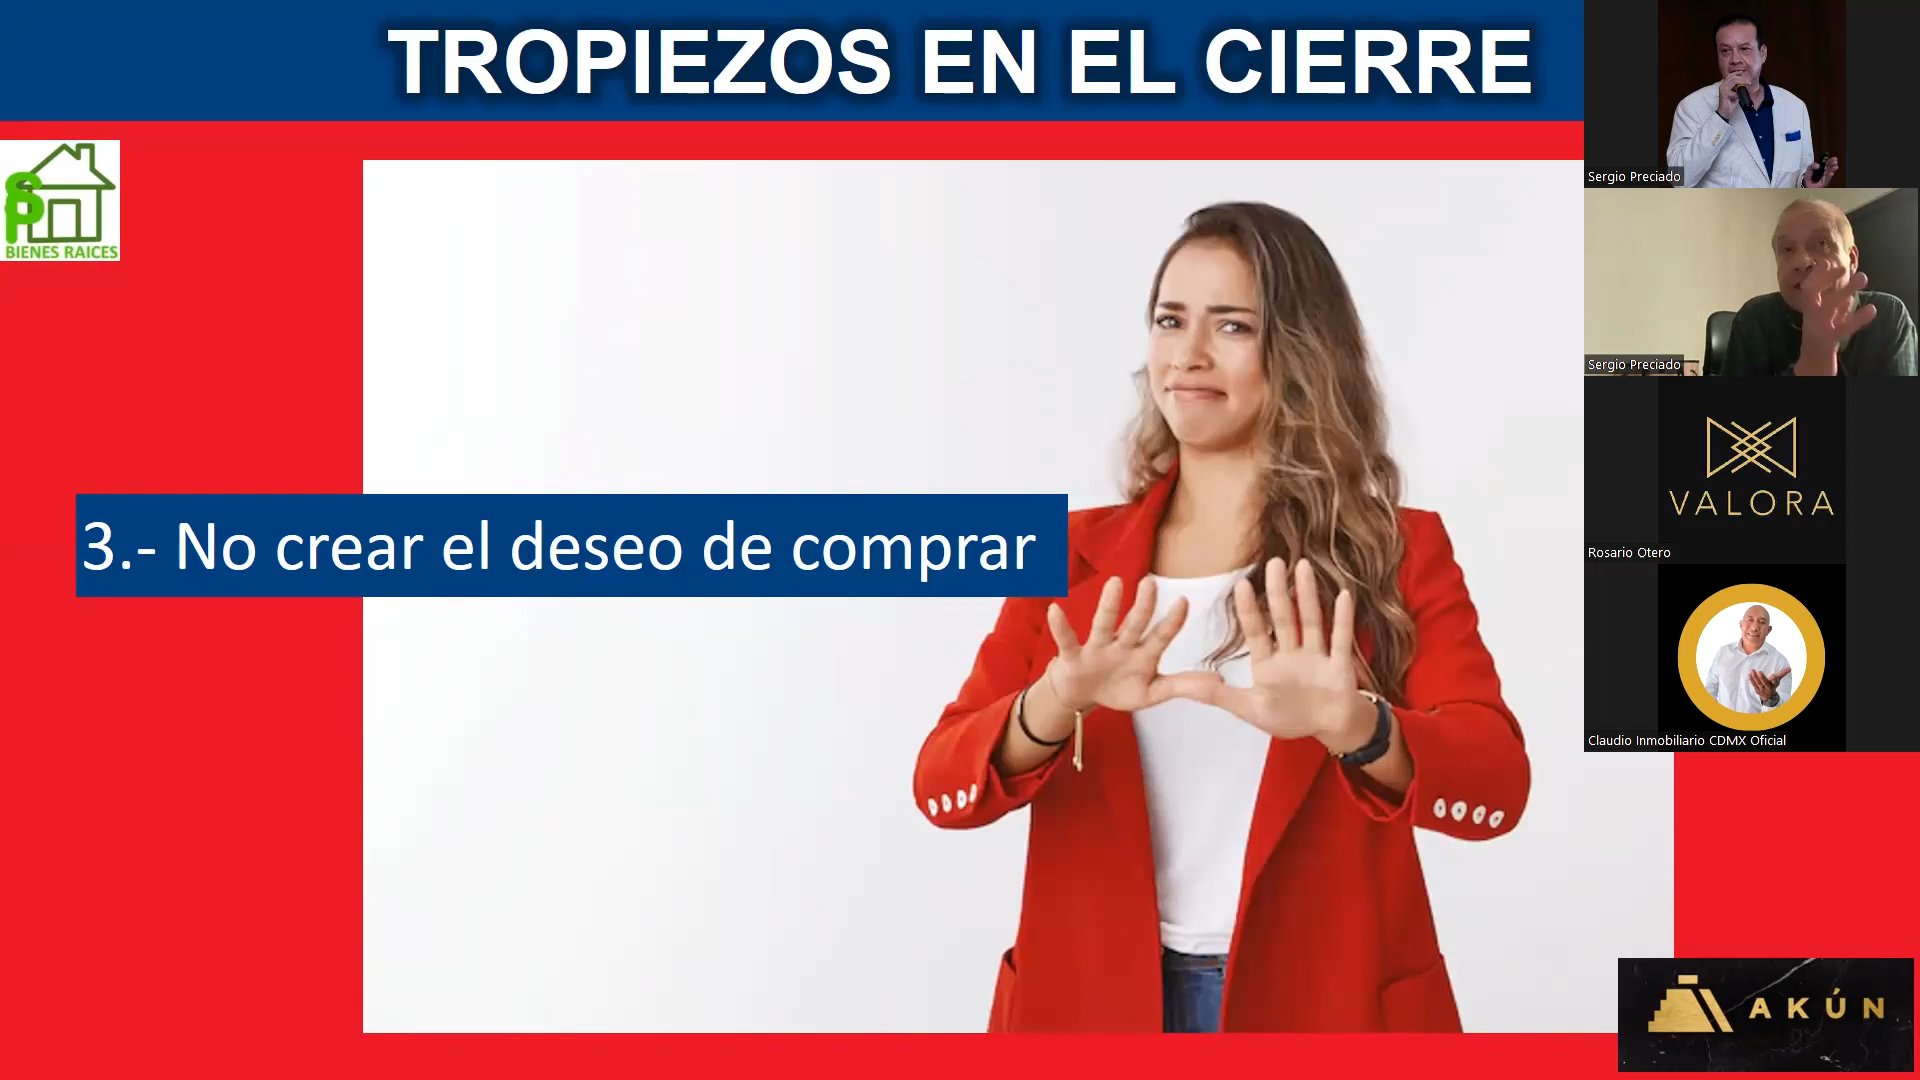 TROPIEZOS EN EL CIERRE
SP
BIENES RAICES
3.- No crear el deseo de comprar
Sergio Preciado
Sergio Preciado
VALORA
Rosario Otero
Claudio Inmobiliario CDMX Oficial
AKÚN